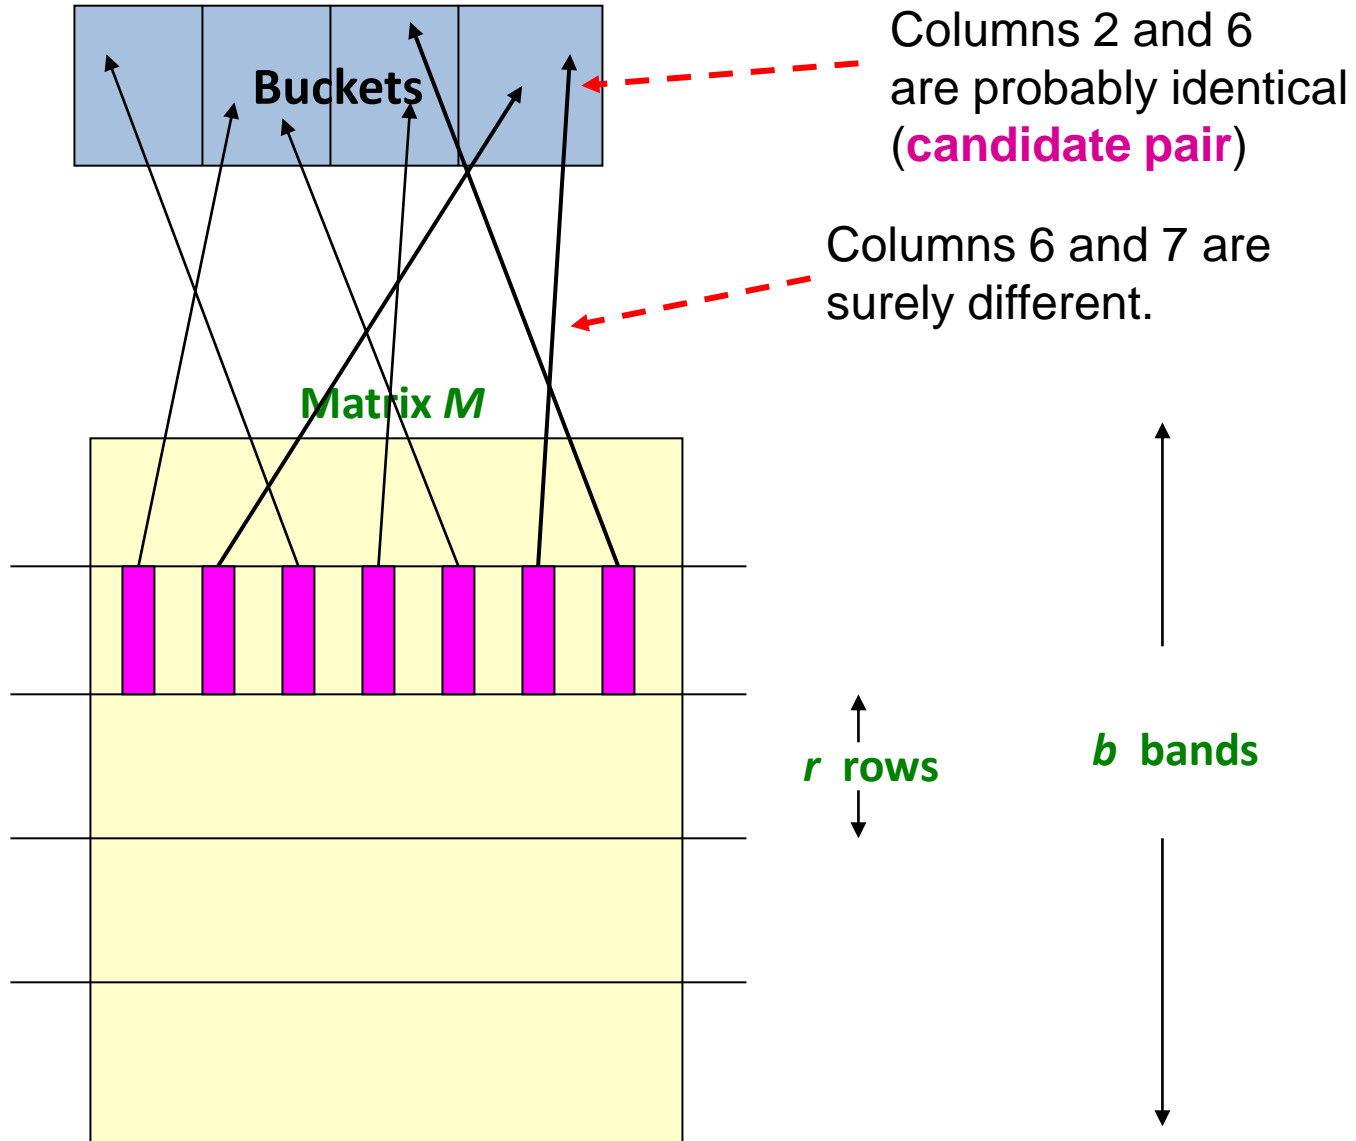 Buckets
Columns 2 and 6
are probably identical
(candidate pair)
Columns 6 and 7 are
surely different.
Matrix M
r rows
b bands